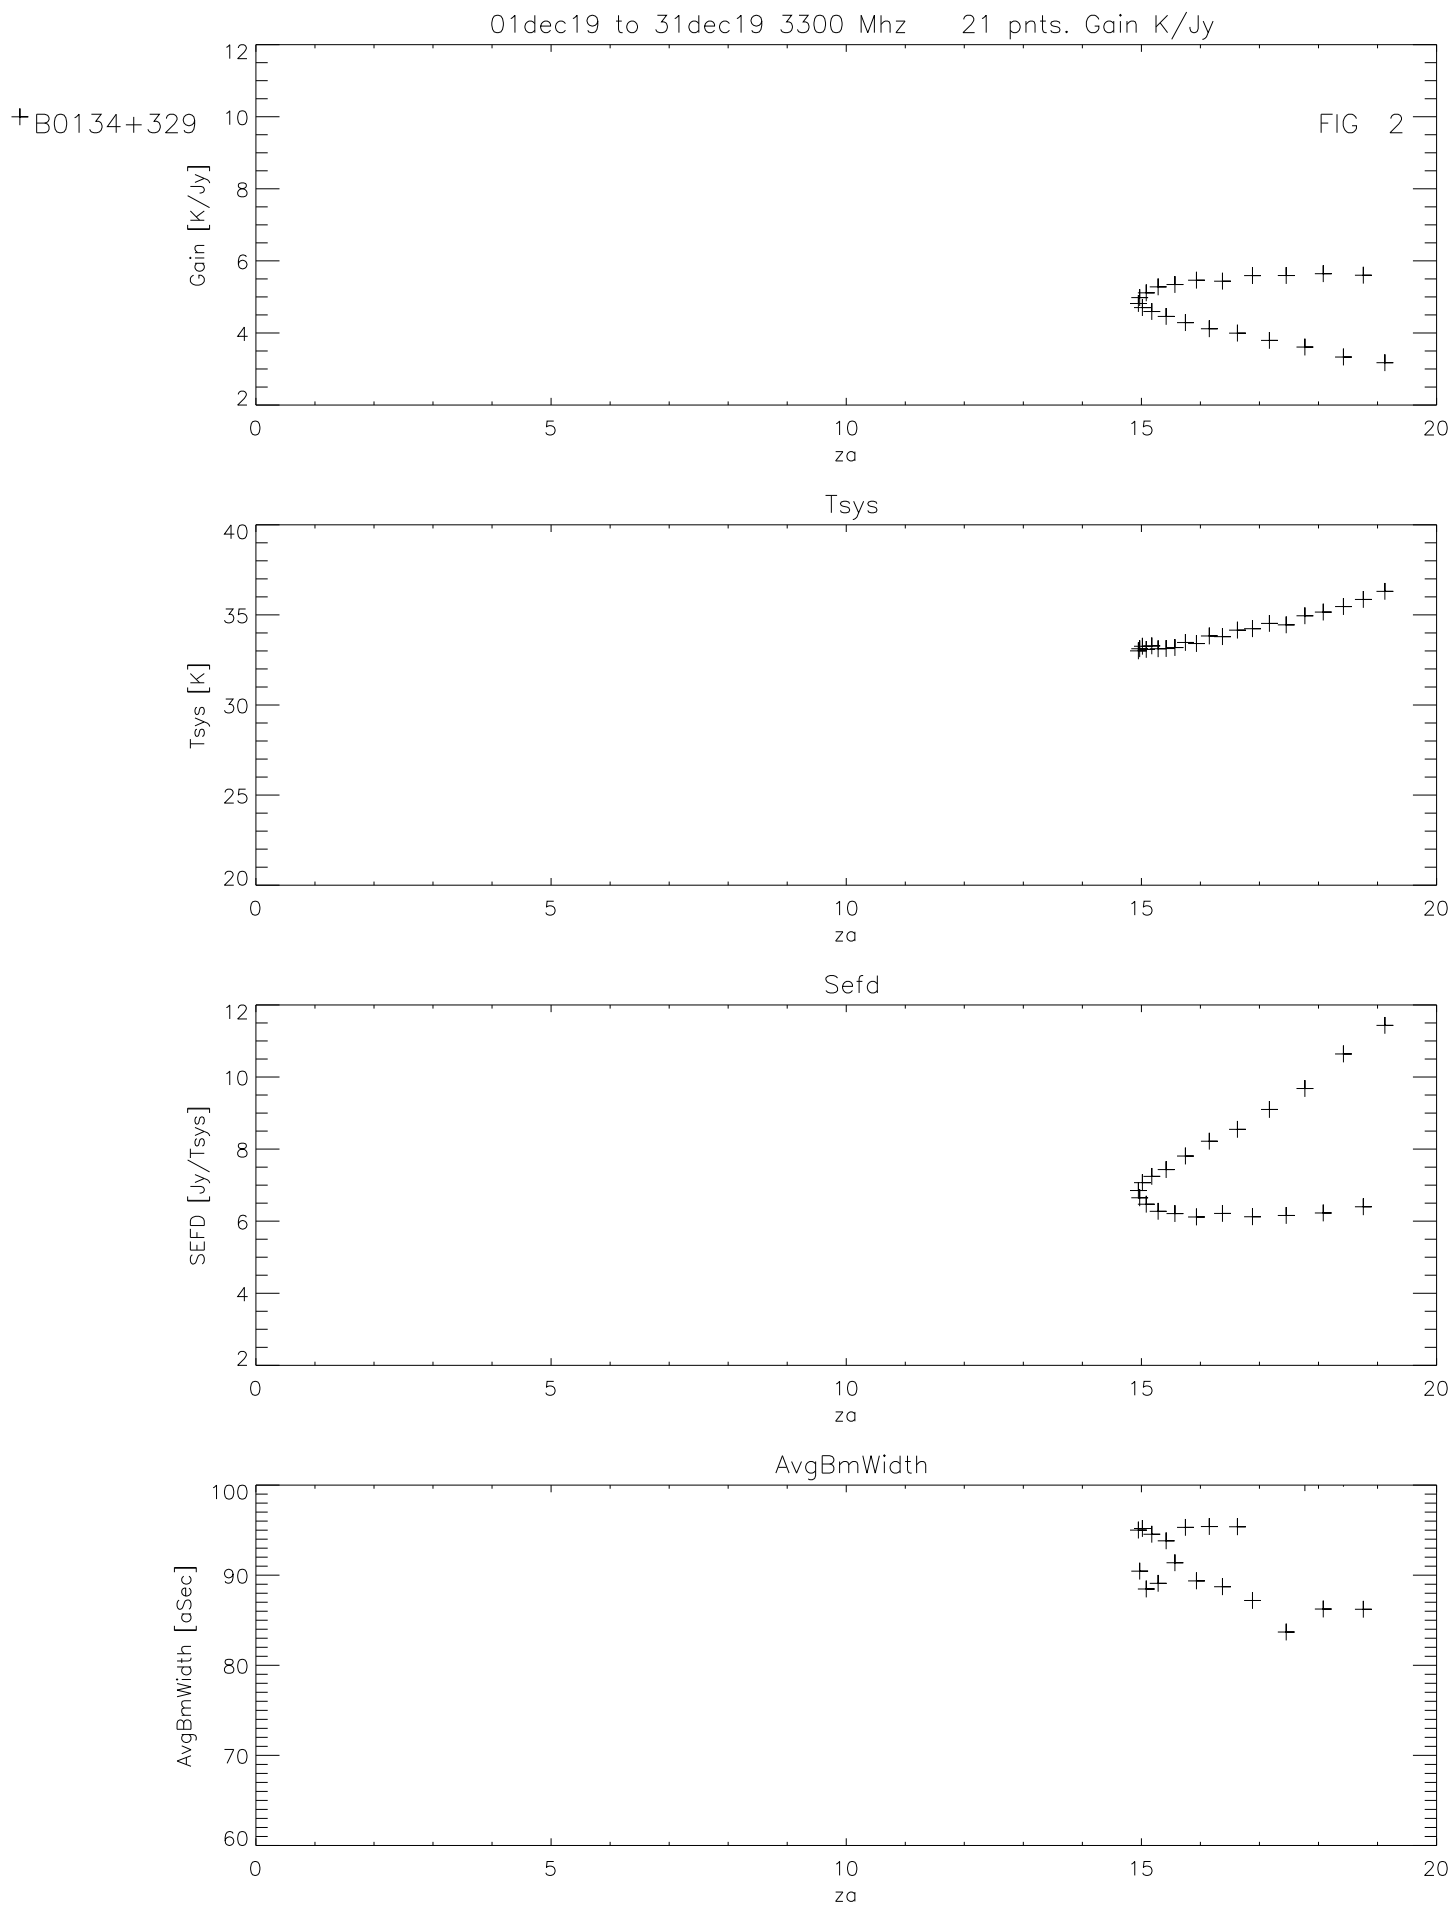 01dec19 to 31dec19 3300 Mhz 21 pnts. Gain K/Jy
+ B0134+329
FIG 2
Gain [K/Jy]
12
10
8
6
4
2
0 5 10 15 20
za
Tsys
Tsys [K]
40
35
30
25
20
0 5 10 15 20
za
Sefd
SEFD [Jy/Tsys]
12
10
8
6
4
2
0 5 10 15 20
za
AvgBmWidth
AvgBmWidth [aSec]
100
90
80
70
60
0 5 10 15 20
za